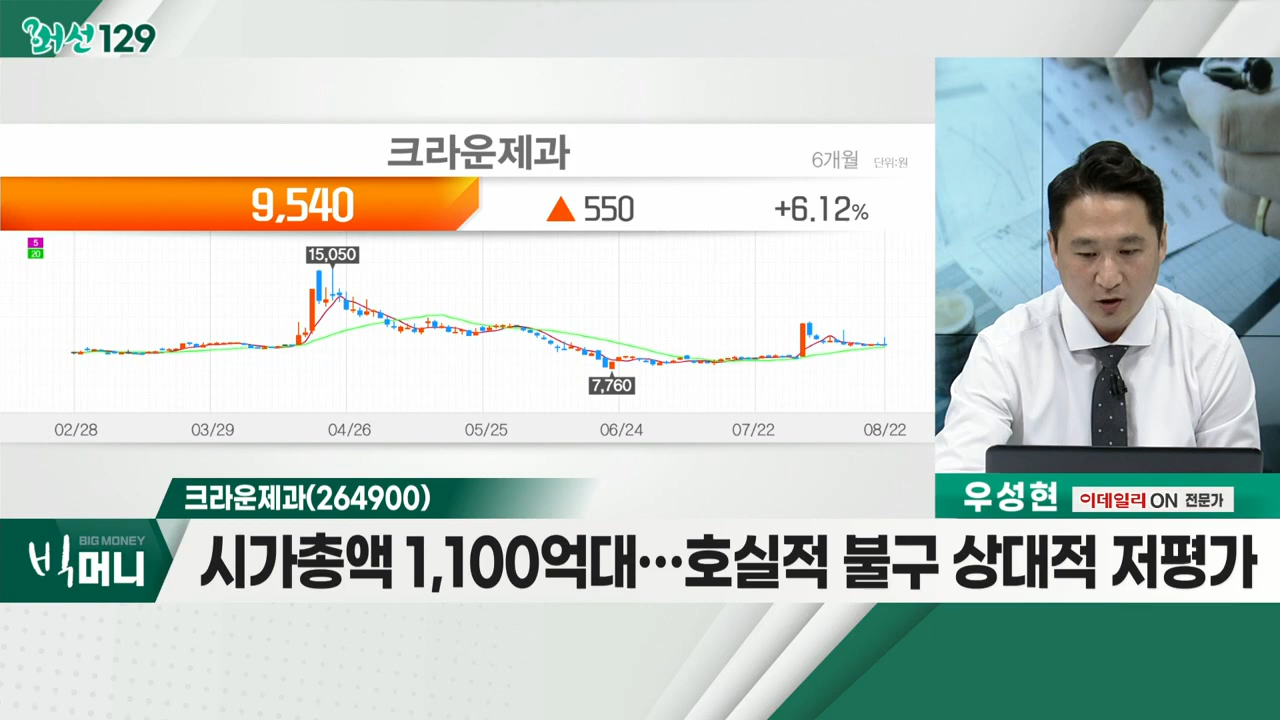 최선129
크라운제과
6개월 단위:원
9,540 ▲ 550 +6.12%
5
20
15,050
7,760
02/28 03/29 04/26 05/25 06/24 07/22 08/22
크라운제과(264900)
우성현 이데일리ON 전문가
BIG MONEY
빅머니
시가총액 1,100억대…호실적 불구 상대적 저평가